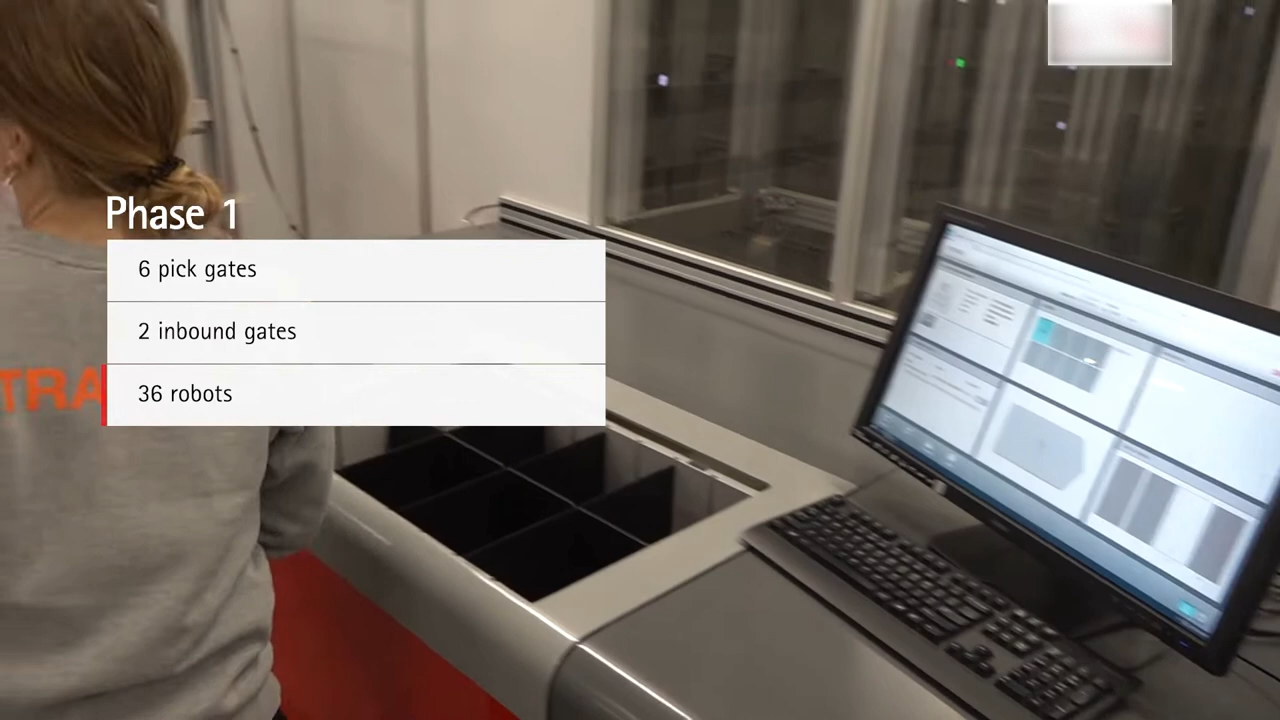 Phase 1
6 pick gates
2 inbound gates
36 robots
TRA